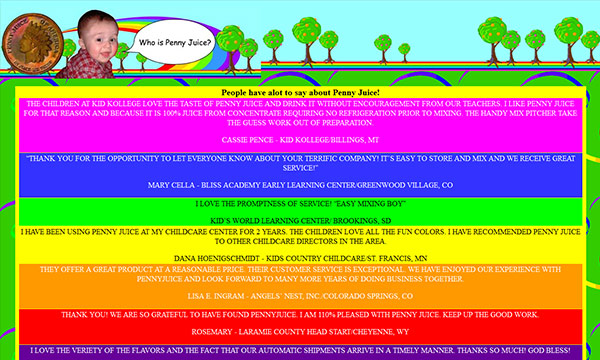 Who is Penny Juice?
People have alot to say about Penny Juice!
THE CHILDREN AT KID KOLLEGE LOVE THE TASTE OF PENNY JUICE AND DRINK IT WITHOUT ENCOURAGEMENT FROM OUR TEACHERS. I LIKE PENNY JUICE
FOR THAT REASON AND BECAUSE IT IS 100% JUICE FROM CONCENTRATE REQUIRING NO REFRIGERATION PRIOR TO MIXING. THE HANDY MIX PITCHER TAKE
THE GUESS WORK OUT OF PREPARATION.
CASSIE PENCE - KID KOLLEGE/BILLINGS, MT
"THANK YOU FOR THE OPPORTUNITY TO LET EVERYONE KNOW ABOUT YOUR TERRIFIC COMPANY! IT'S EASY TO STORE AND MIX AND WE RECEIVE GREAT
SERVICE!"
MARY CELLA - BLISS ACADEMY EARLY LEARNING CENTER/GREENWOOD VILLAGE, CO
I LOVE THE PROMPTNESS OF SERVICE! "EASY MIXING BOY"
KID'S WORLD LEARNING CENTER/ BROOKINGS, SD
I HAVE BEEN USING PENNY JUICE AT MY CHILDCARE CENTER FOR 2 YEARS. THE CHILDREN LOVE ALL THE FUN COLORS. I HAVE RECOMMENDED PENNY JUICE
TO OTHER CHILDCARE DIRECTORS IN THE AREA.
DANA HOENIGSCHMIDT - KIDS COUNTRY CHILDCARE/ST. FRANCIS, MN
THEY OFFER A GREAT PRODUCT AT A REASONABLE PRICE. THEIR CUSTOMER SERVICE IS EXCEPTIONAL. WE HAVE ENJOYED OUR EXPERIENCE WITH
PENNYJUICE AND LOOK FORWARD TO MANY MORE YEARS OF DOING BUSINESS TOGETHER.
LISA E. INGRAM - ANGELS' NEST, INC./COLORADO SPRINGS, CO
THANK YOU! WE ARE SO GRATEFUL TO HAVE FOUND PENNYJUICE. I AM 110% PLEASED WITH PENNY JUICE. KEEP UP THE GOOD WORK.
ROSEMARY - LARAMIE COUNTY HEAD START/CHEYENNE, WY
I LOVE THE VERIETY OF THE FLAVORS AND THE FACT THAT OUR AUTOMATIC SHIPMENTS ARRIVE IN A TIMELY MANNER. THANKS SO MUCH! GOD BLESS!